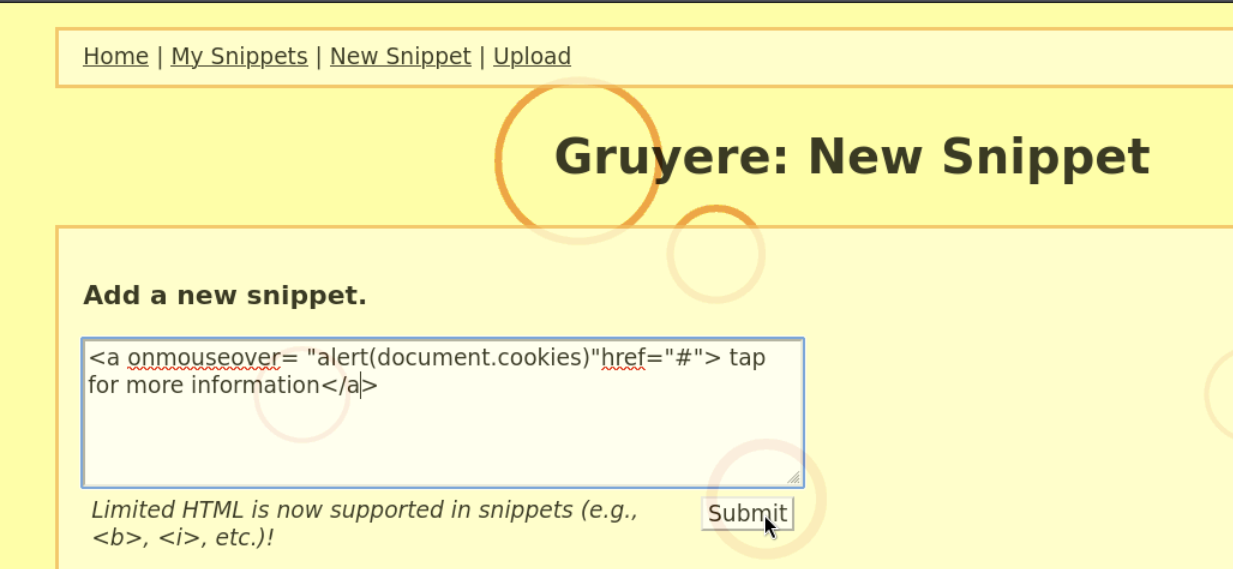 Home | My Snippets | New Snippet | Upload
Gruyere: New Snippet
Add a new snippet.
<a onmouseover= "alert(document.cookies)"href="#"> tap
for more information</a>
Limited HTML is now supported in snippets (e.g.,
<b>, <i>, etc.)!
Submit